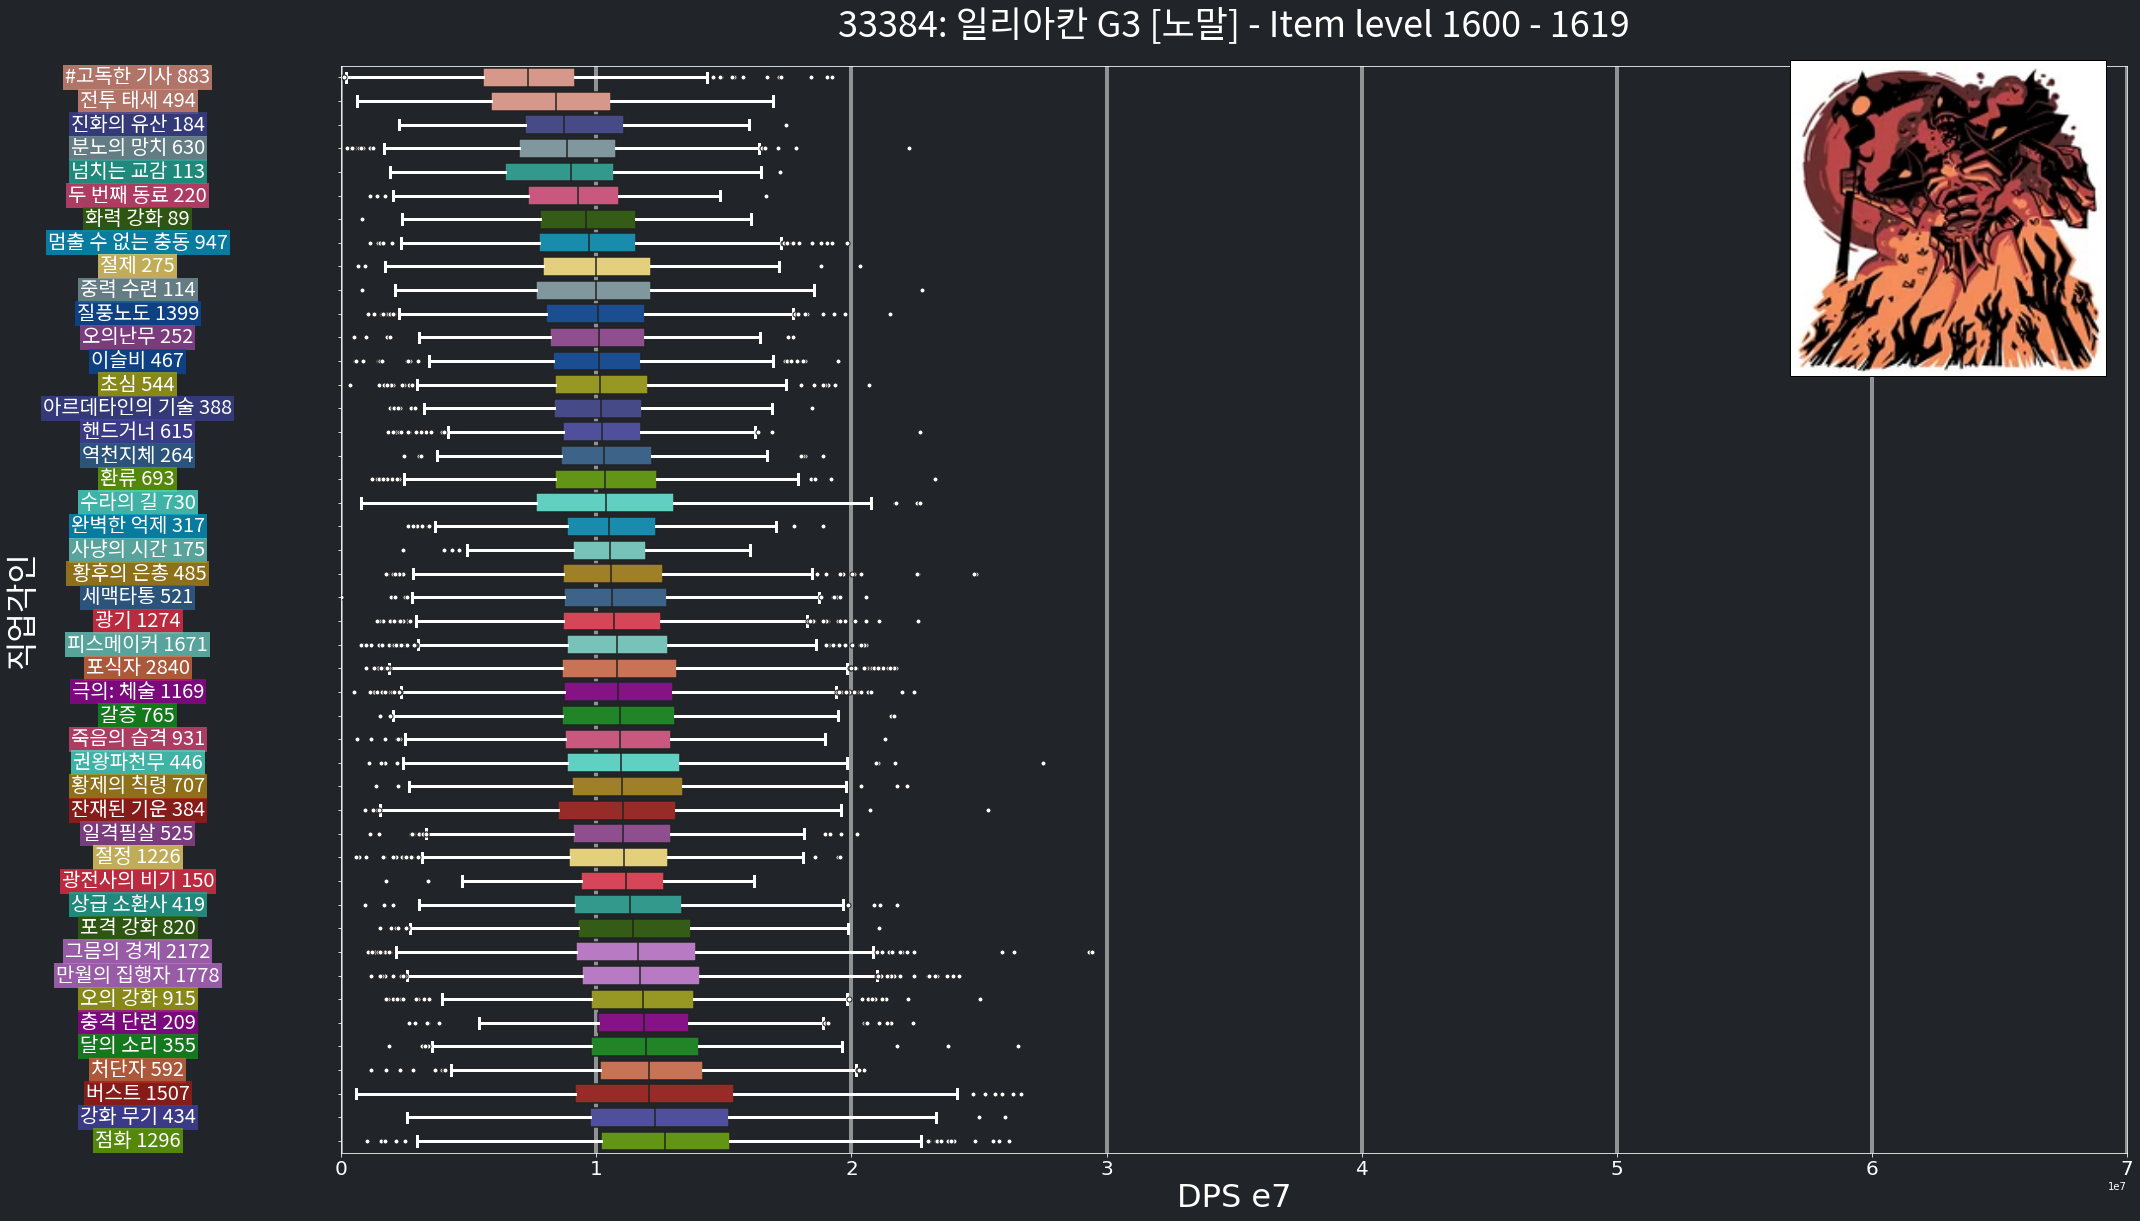 33384: 일리아칸 G3 [노말] - Item level 1600 - 1619
#고독한 기사 883
전투 태세 494
진화의 유산 184
분노의 망치 630
넘치는 교감 113
두 번째 동료 220
화력 강화 89
멈출 수 없는 충동 947
절제 275
중력 수련 114
질풍노도 1399
오의난무 252
이슬비 467
초심 544
아르데타인의 기술 388
핸드거너 615
역천지체 264
환류 693
수라의 길 730
완벽한 억제 317
사냥의 시간 175
황후의 은총 485
세맥타통 521
광기 1274
피스메이커 1671
포식자 2840
극의: 체술 1169
갈증 765
죽음의 습격 931
권왕파천무 446
황제의 칙령 707
잔재된 기운 384
일격필살 525
절정 1226
광전사의 비기 150
상급 소환사 419
포격 강화 820
그믐의 경계 2172
만월의 집행자 1778
오의 강화 915
충격 단련 209
달의 소리 355
처단자 592
버스트 1507
강화 무기 434
점화 1296
직업각인
0 1 2 3 4 5 6 7
1e7
DPS e7